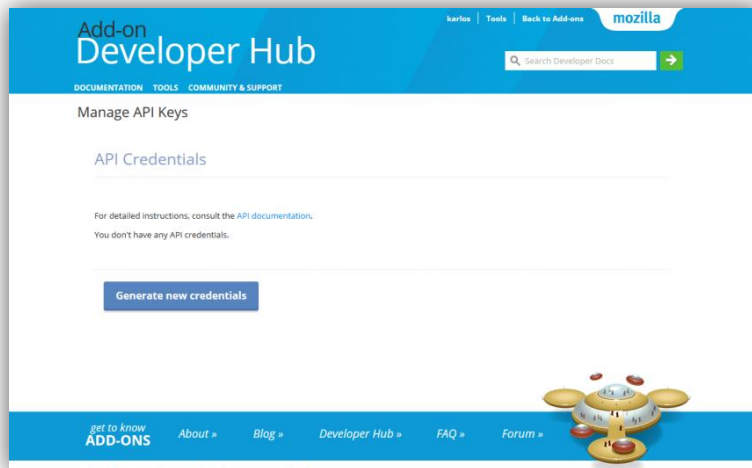 karlos | Tools | Back to Add-ons
mozilla
Add-on
Developer Hub
Search Developer Docs
DOCUMENTATION TOOLS COMMUNITY & SUPPORT
Manage API Keys
API Credentials
For detailed instructions, consult the API documentation.
You don't have any API credentials.
Generate new credentials
get to know
ADD-ONS
About »
Blog »
Developer Hub »
FAQ »
Forum »